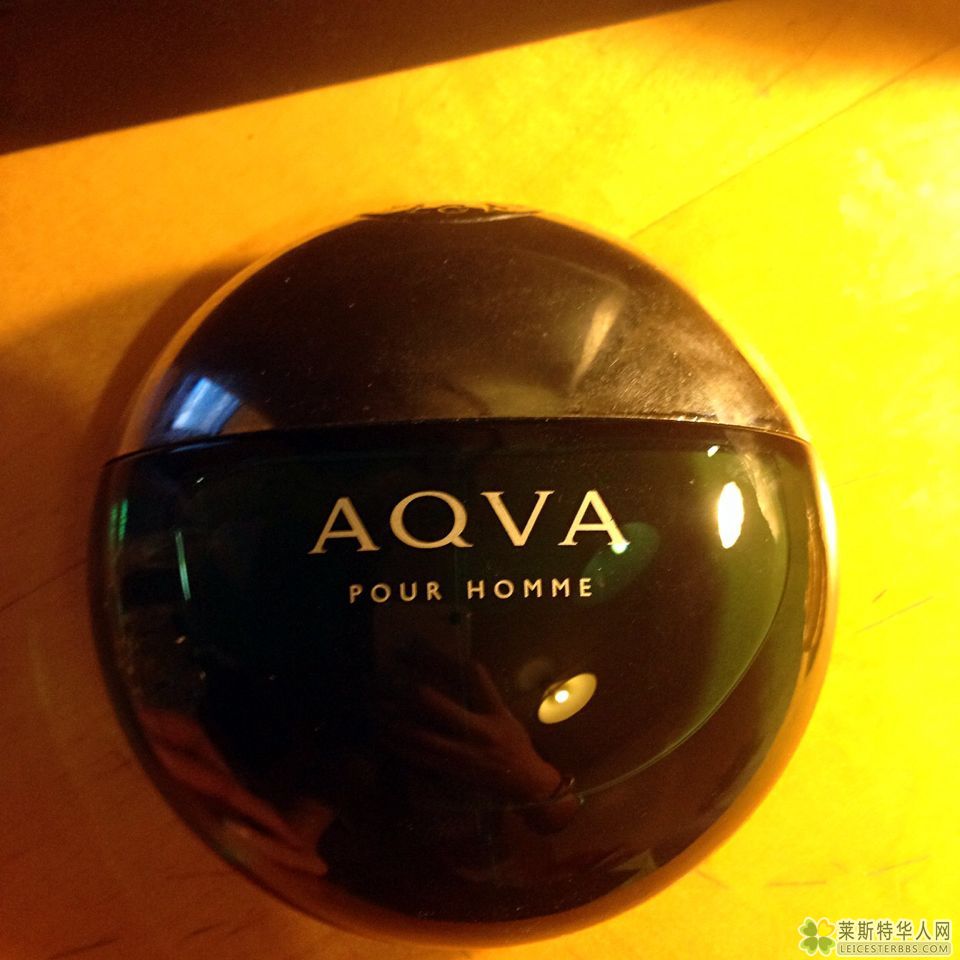 AQVA
POUR HOMME
莱斯特华人网
LEICESTERBBS.COM